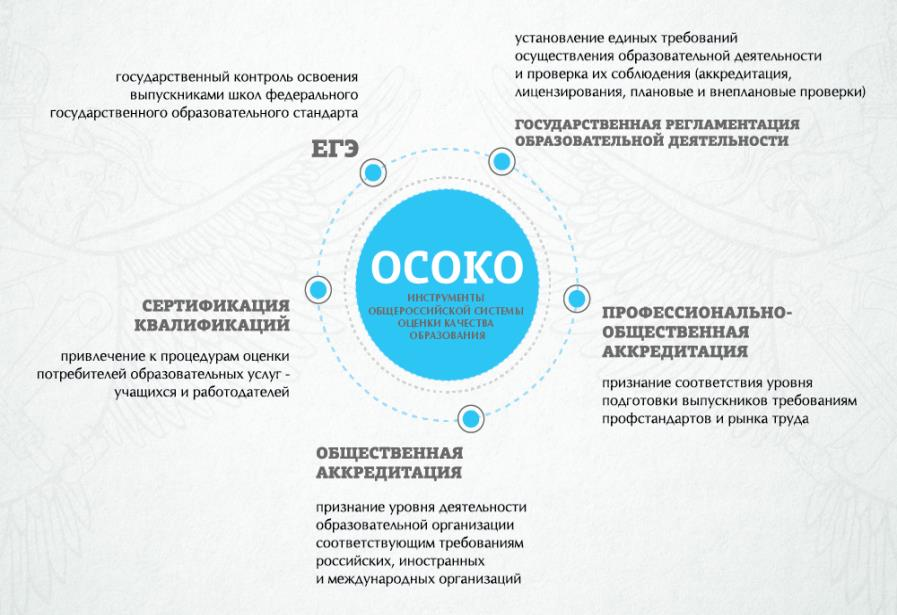 установление единых требований
осуществления образовательной деятельности
и проверка их соблюдения (аккредитация,
лицензирования, плановые и внеплановые проверки)
ГОСУДАРСТВЕННАЯ РЕГЛАМЕНТАЦИЯ
ОБРАЗОВАТЕЛЬНОЙ ДЕЯТЕЛЬНОСТИ
государственный контроль освоения
выпускниками школ федерального
государственного образовательного стандарта
ЕГЭ
ОСОКО
ИНСТРУМЕНТЫ
ОБЩЕРОССИЙСКОЙ СИСТЕМЫ
ОЦЕНКИ КАЧЕСТВА
ОБРАЗОВАНИЯ
СЕРТИФИКАЦИЯ
КВАЛИФИКАЦИЙ
привлечение к процедурам оценки
потребителей образовательных услуг -
учащихся и работодателей
ПРОФЕССИОНАЛЬНО-
ОБЩЕСТВЕННАЯ
АККРЕДИТАЦИЯ
признание соответствия уровня
подготовки выпускников требованиям
профстандартов и рынка труда
ОБЩЕСТВЕННАЯ
АККРЕДИТАЦИЯ
признание уровня деятельности
образовательной организации
соответствующим требованиям
российских, иностранных
и международных организаций